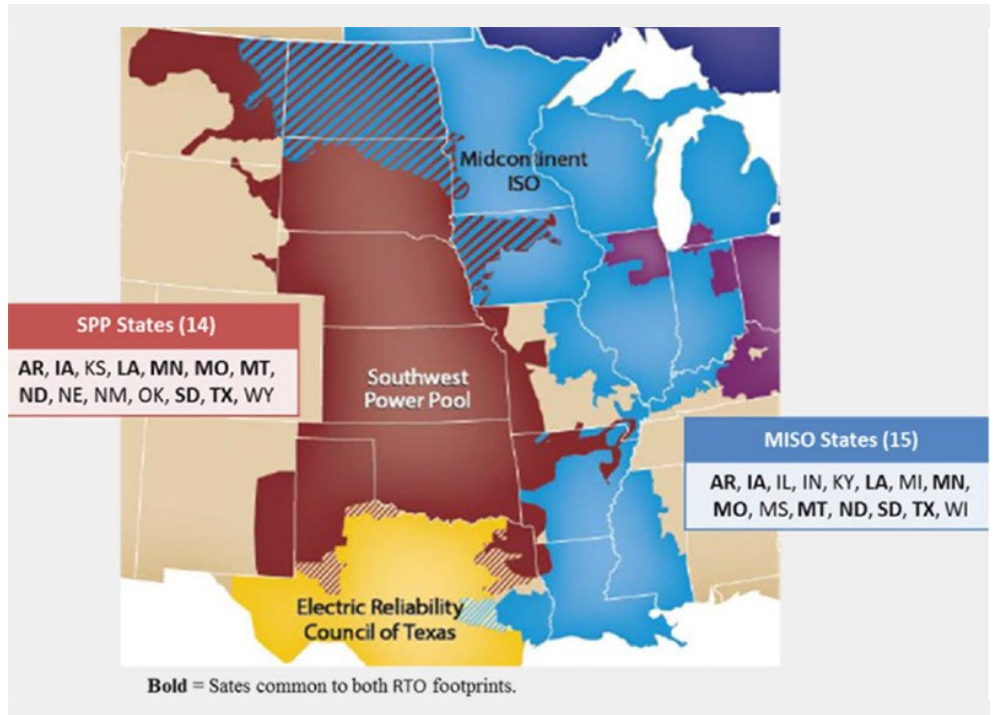 Midcontinent
ISO
SPP States (14)
AR, IA, KS, LA, MN, MO, MT,
ND, NE, NM, OK, SD, TX, WY
Southwest
Power Pool
MISO States (15)
AR, IA, IL, IN, KY, LA, MI, MN,
MO, MS, MT, ND, SD, TX, WI
Electric Reliability
Council of Texas
Bold = Sates common to both RTO footprints.